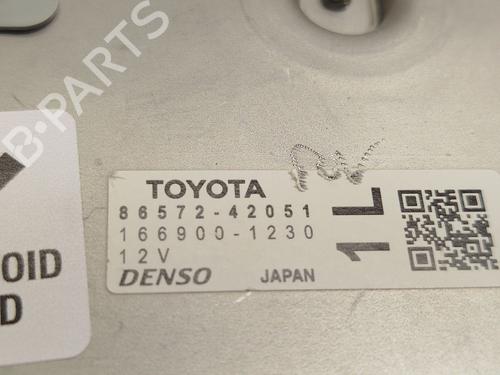 B-PARTS
TOYOTA
86572-42051
166900-1230
12V
DENSO JAPAN
1L
OID
D